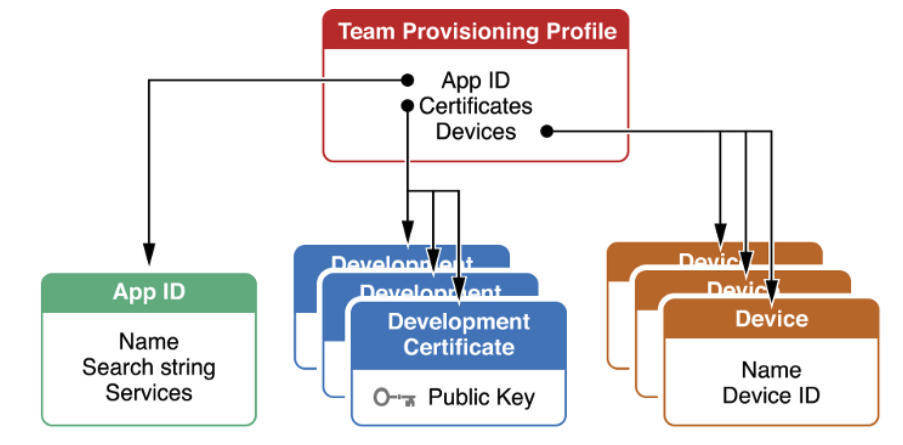 Team Provisioning Profile
App ID
Certificates
Devices
App ID
Name
Search string
Services
Development
Development
Development
Certificate
Public Key
Device
Device
Device
Name
Device ID